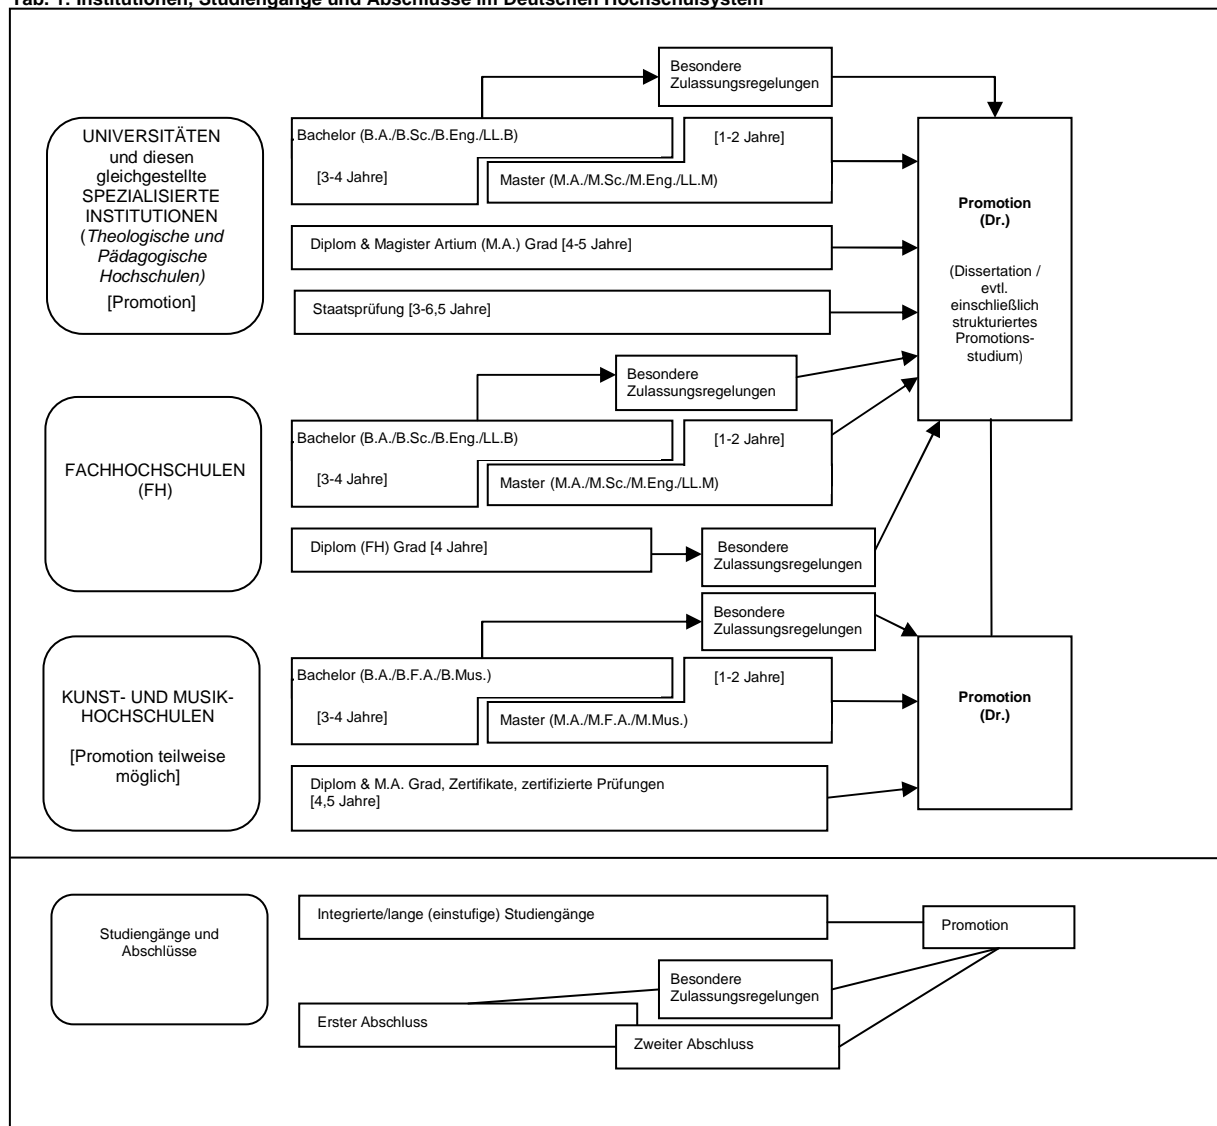 Tab. 1: Institutionen, Studiengänge und Abschlüsse im Deutschen Hochschulsystem
Besondere
Zulassungsregelungen
UNIVERSITÄTEN
und diesen
gleichgestellte
SPEZIALISIERTE
INSTITUTIONEN
(Theologische und
Pädagogische
Hochschulen)
[Promotion]
Bachelor (B.A./B.Sc./B.Eng./LL.B)
[3-4 Jahre]
[1-2 Jahre]
Master (M.A./M.Sc./M.Eng./LL.M)
Diplom & Magister Artium (M.A.) Grad [4-5 Jahre]
Staatsprüfung [3-6,5 Jahre]
Promotion
(Dr.)
(Dissertation /
evtl.
einschließlich
strukturiertes
Promotions-
studium)
Besondere
Zulassungsregelungen
FACHHOCHSCHULEN
(FH)
Bachelor (B.A./B.Sc./B.Eng./LL.B)
[3-4 Jahre]
[1-2 Jahre]
Master (M.A./M.Sc./M.Eng./LL.M)
Diplom (FH) Grad [4 Jahre]
Besondere
Zulassungsregelungen
Besondere
Zulassungsregelungen
KUNST- UND MUSIK-
HOCHSCHULEN
[Promotion teilweise
möglich]
Bachelor (B.A./B.F.A./B.Mus.)
[3-4 Jahre]
[1-2 Jahre]
Master (M.A./M.F.A./M.Mus.)
Diplom & M.A. Grad, Zertifikate, zertifizierte Prüfungen
[4,5 Jahre]
Promotion
(Dr.)
Studiengänge und
Abschlüsse
Integrierte/lange (einstufige) Studiengänge
Promotion
Besondere
Zulassungsregelungen
Erster Abschluss
Zweiter Abschluss